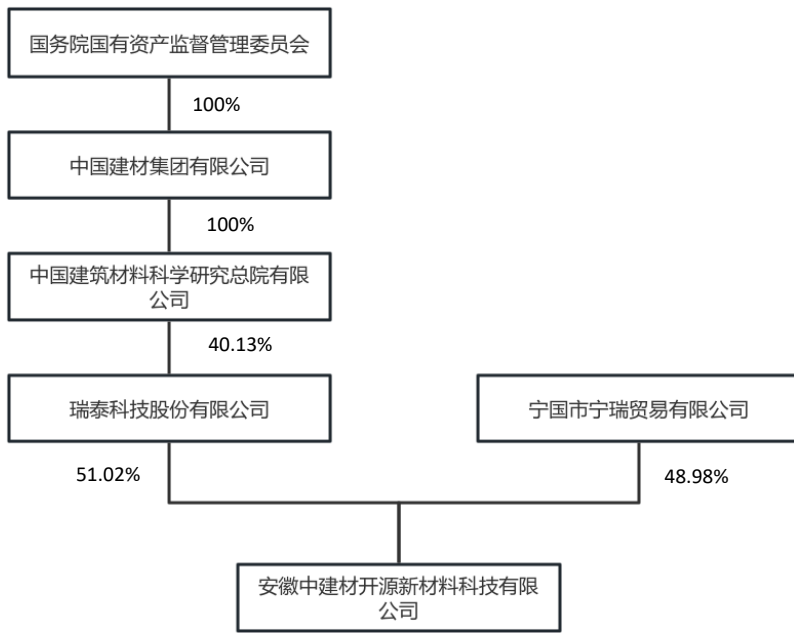 国务院国有资产监督管理委员会
100%
中国建材集团有限公司
100%
中国建筑材料科学研究总院有限
公司
40.13%
瑞泰科技股份有限公司
宁国市宁瑞贸易有限公司
51.02%
48.98%
安徽中建材开源新材料科技有限
公司